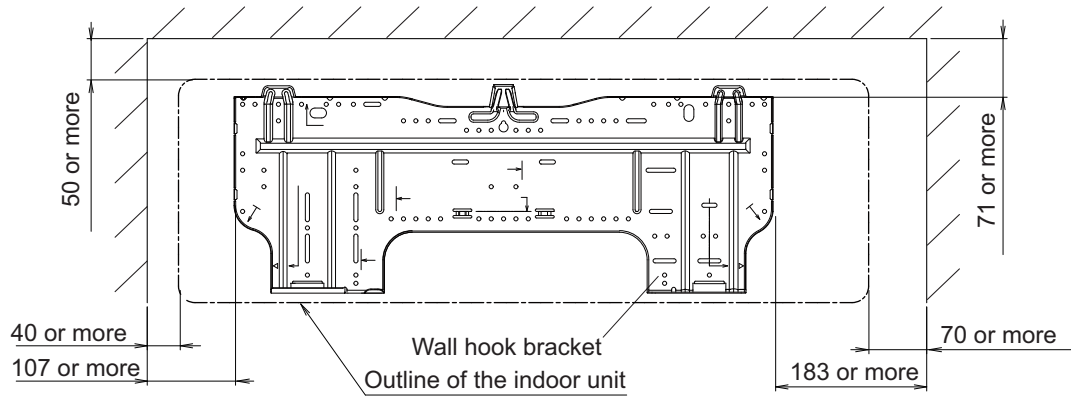 50 or more
71 or more
40 or more
107 or more
Wall hook bracket
Outline of the indoor unit
70 or more
183 or more